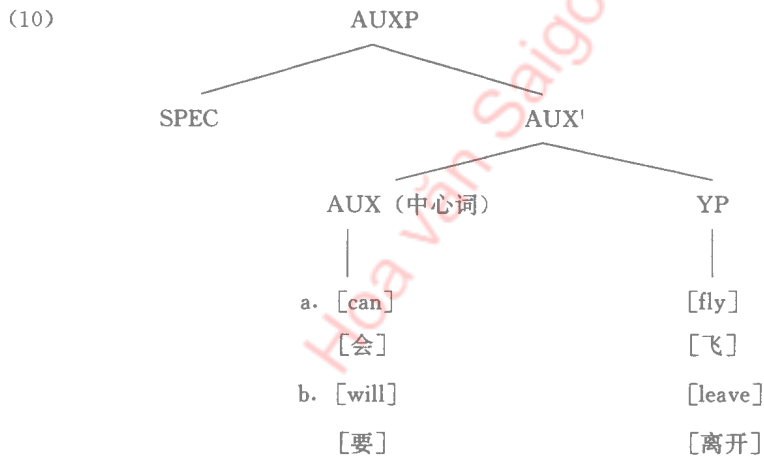 (10) AUXP
SPEC AUX'
AUX（中心词） YP
a. [can] [fly]
[会] [飞]
b. [will] [leave]
[要] [离开]
Hoa văn Saigo